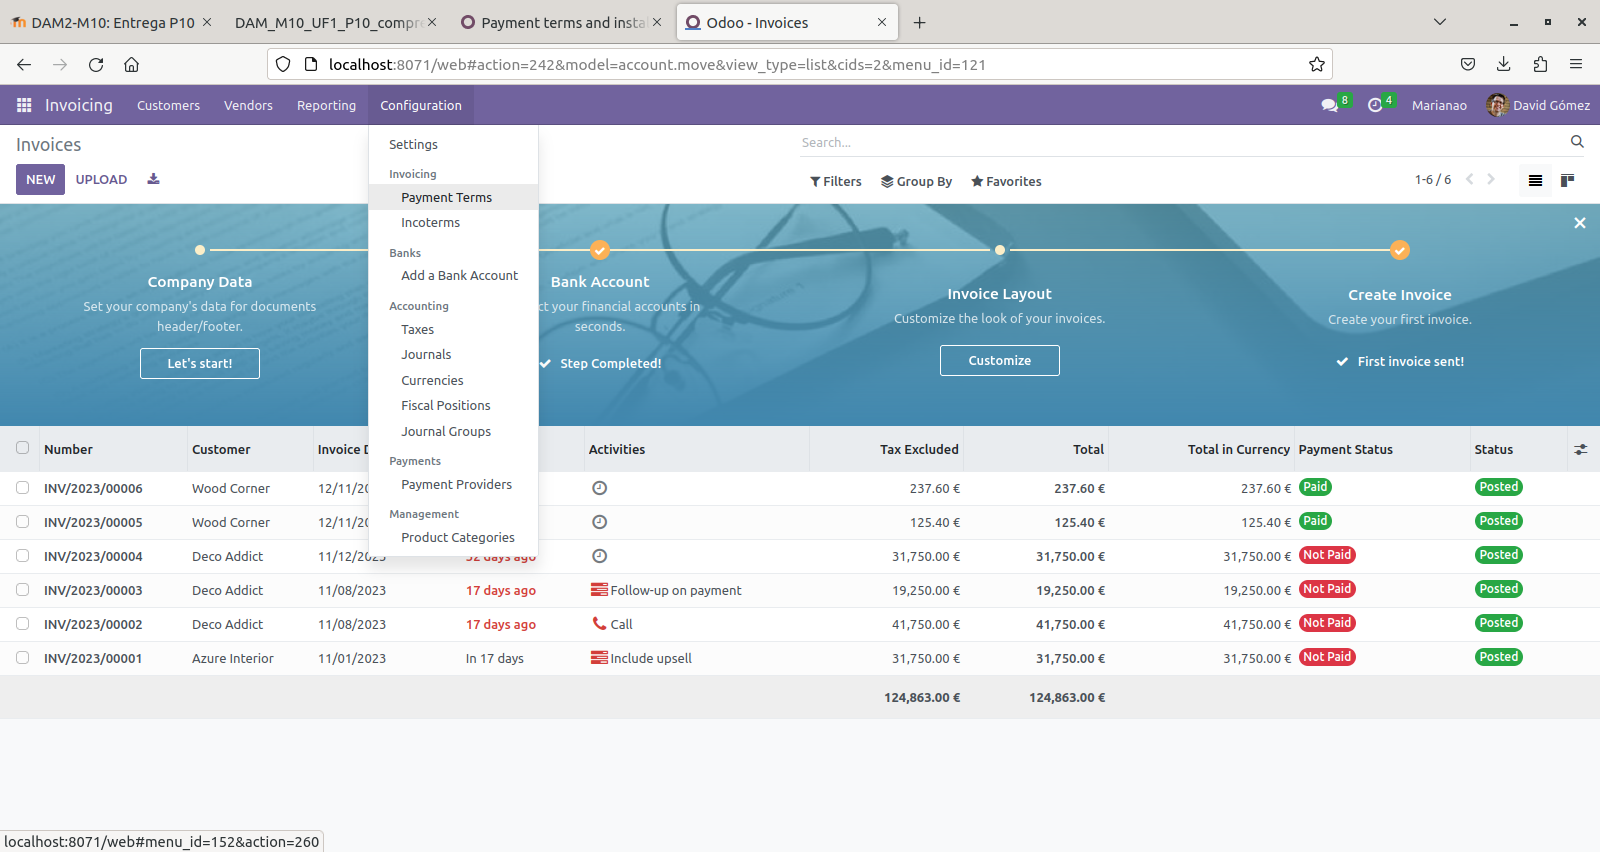 DAM2-M10: Entrega P10
DAM_M10_UF1_P10_compr
Payment terms and insta
Odoo - Invoices
localhost:8071/web#action=242&model=account.move&view_type=list&cids=2&menu_id=121
Invoicing Customers Vendors Reporting Configuration 8 4 Marianao David Gómez
Invoices
Search...
NEW UPLOAD
Filters Group By Favorites
1-6 / 6
Settings
Invoicing
Payment Terms
Incoterms
Banks
Add a Bank Account
Accounting
Taxes
Journals
Currencies
Fiscal Positions
Journal Groups
Payments
Payment Providers
Management
Product Categories
Company Data
Set your company's data for documents
header/footer.
Let's start!
Bank Account
ct your financial accounts in
seconds.
Step Completed!
Invoice Layout
Customize the look of your invoices.
Customize
Create Invoice
Create your first invoice.
First invoice sent!
Number Customer Invoice D Activities Tax Excluded Total Total in Currency Payment Status Status
INV/2023/00006 Wood Corner 12/11/20 237.60 € 237.60 € 237.60 € Paid Posted
INV/2023/00005 Wood Corner 12/11/20 125.40 € 125.40 € 125.40 € Paid Posted
INV/2023/00004 Deco Addict 11/12/2023 32 days ago 31,750.00 € 31,750.00 € 31,750.00 € Not Paid Posted
INV/2023/00003 Deco Addict 11/08/2023 17 days ago Follow-up on payment 19,250.00 € 19,250.00 € 19,250.00 € Not Paid Posted
INV/2023/00002 Deco Addict 11/08/2023 17 days ago Call 41,750.00 € 41,750.00 € 41,750.00 € Not Paid Posted
INV/2023/00001 Azure Interior 11/01/2023 In 17 days Include upsell 31,750.00 € 31,750.00 € 31,750.00 € Not Paid Posted
124,863.00 € 124,863.00 €
localhost:8071/web#menu_id=152&action=260